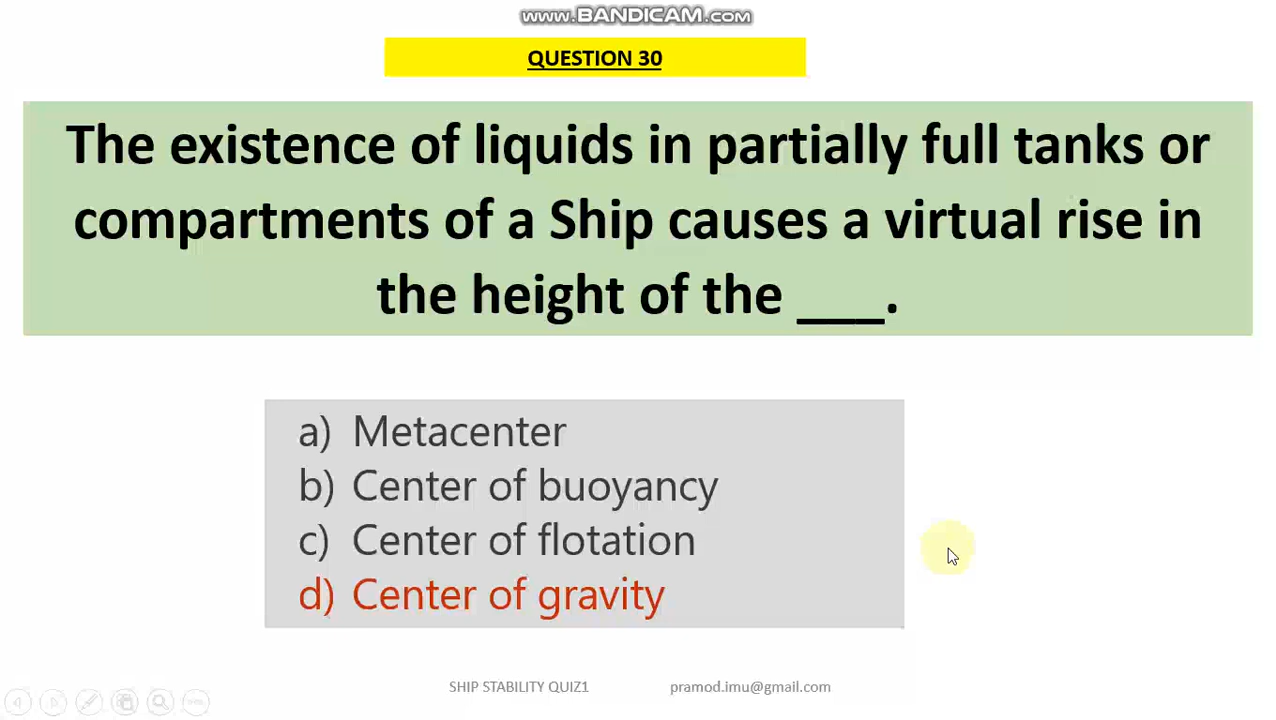 www.BANDICAM.com
QUESTION 30
The existence of liquids in partially full tanks or
compartments of a Ship causes a virtual rise in
the height of the ___.
a) Metacenter
b) Center of buoyancy
c) Center of flotation
d) Center of gravity
SHIP STABILITY QUIZ1 pramod.imu@gmail.com